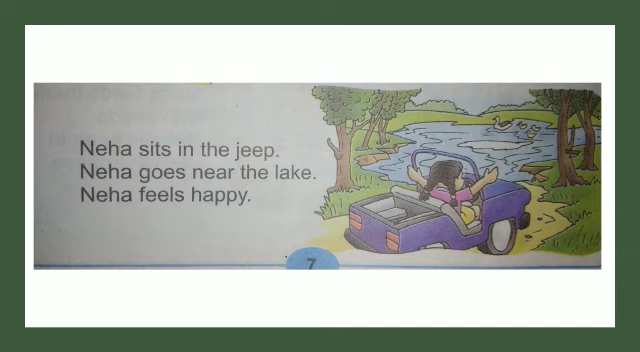 Neha sits in the jeep.
Neha goes near the lake.
Neha feels happy.
7